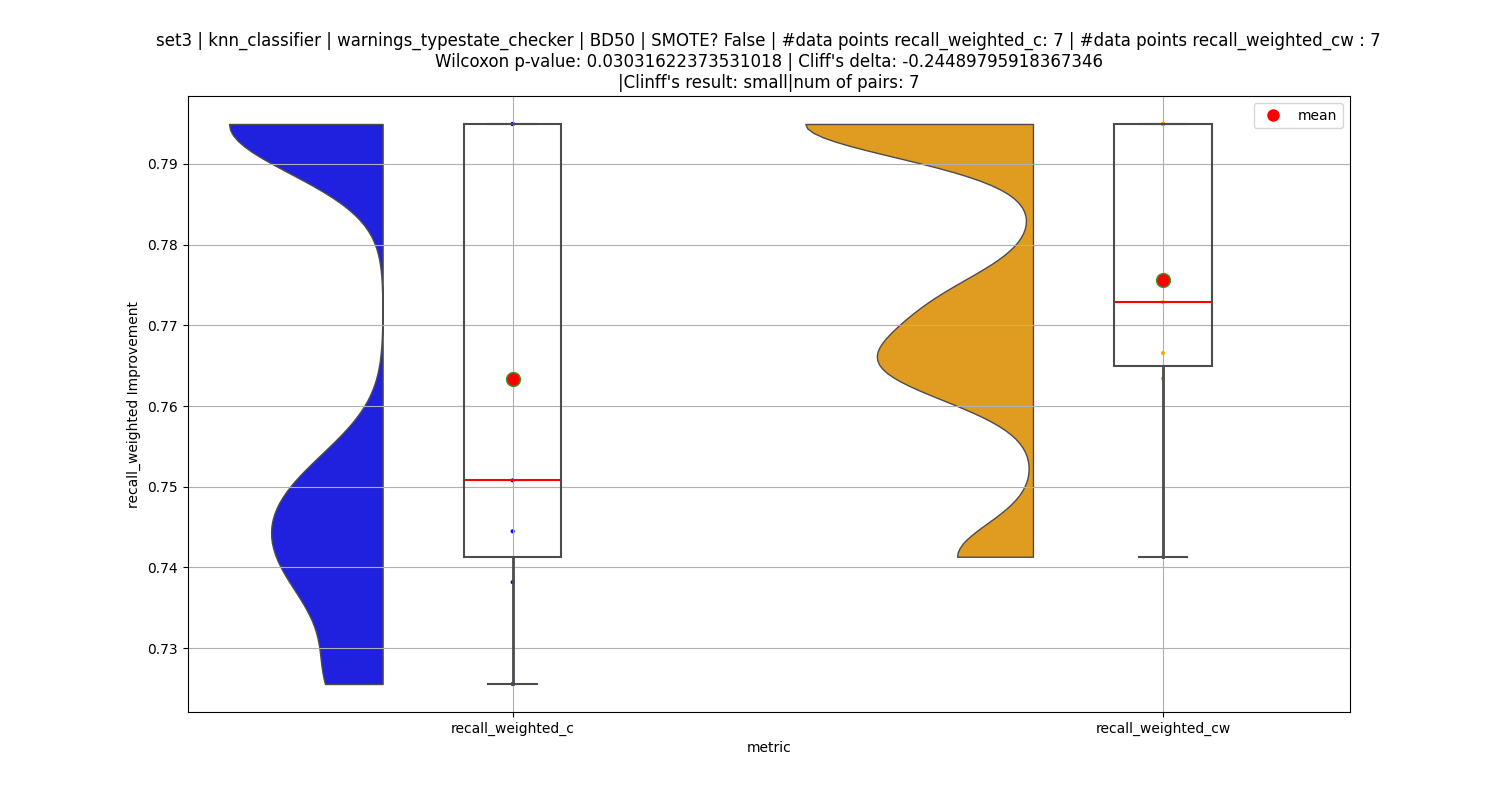 set3 | knn_classifier | warnings_typestate_checker | BD50 | SMOTE? False | #data points recall_weighted_c: 7 | #data points recall_weighted_cw : 7
Wilcoxon p-value: 0.03031622373531018 | Cliff's delta: -0.24489795918367346
|Clinff's result: small|num of pairs: 7
mean
0.79
0.78
0.77
0.76
0.75
0.74
0.73
recall_weighted Improvement
recall_weighted_c
recall_weighted_cw
metric